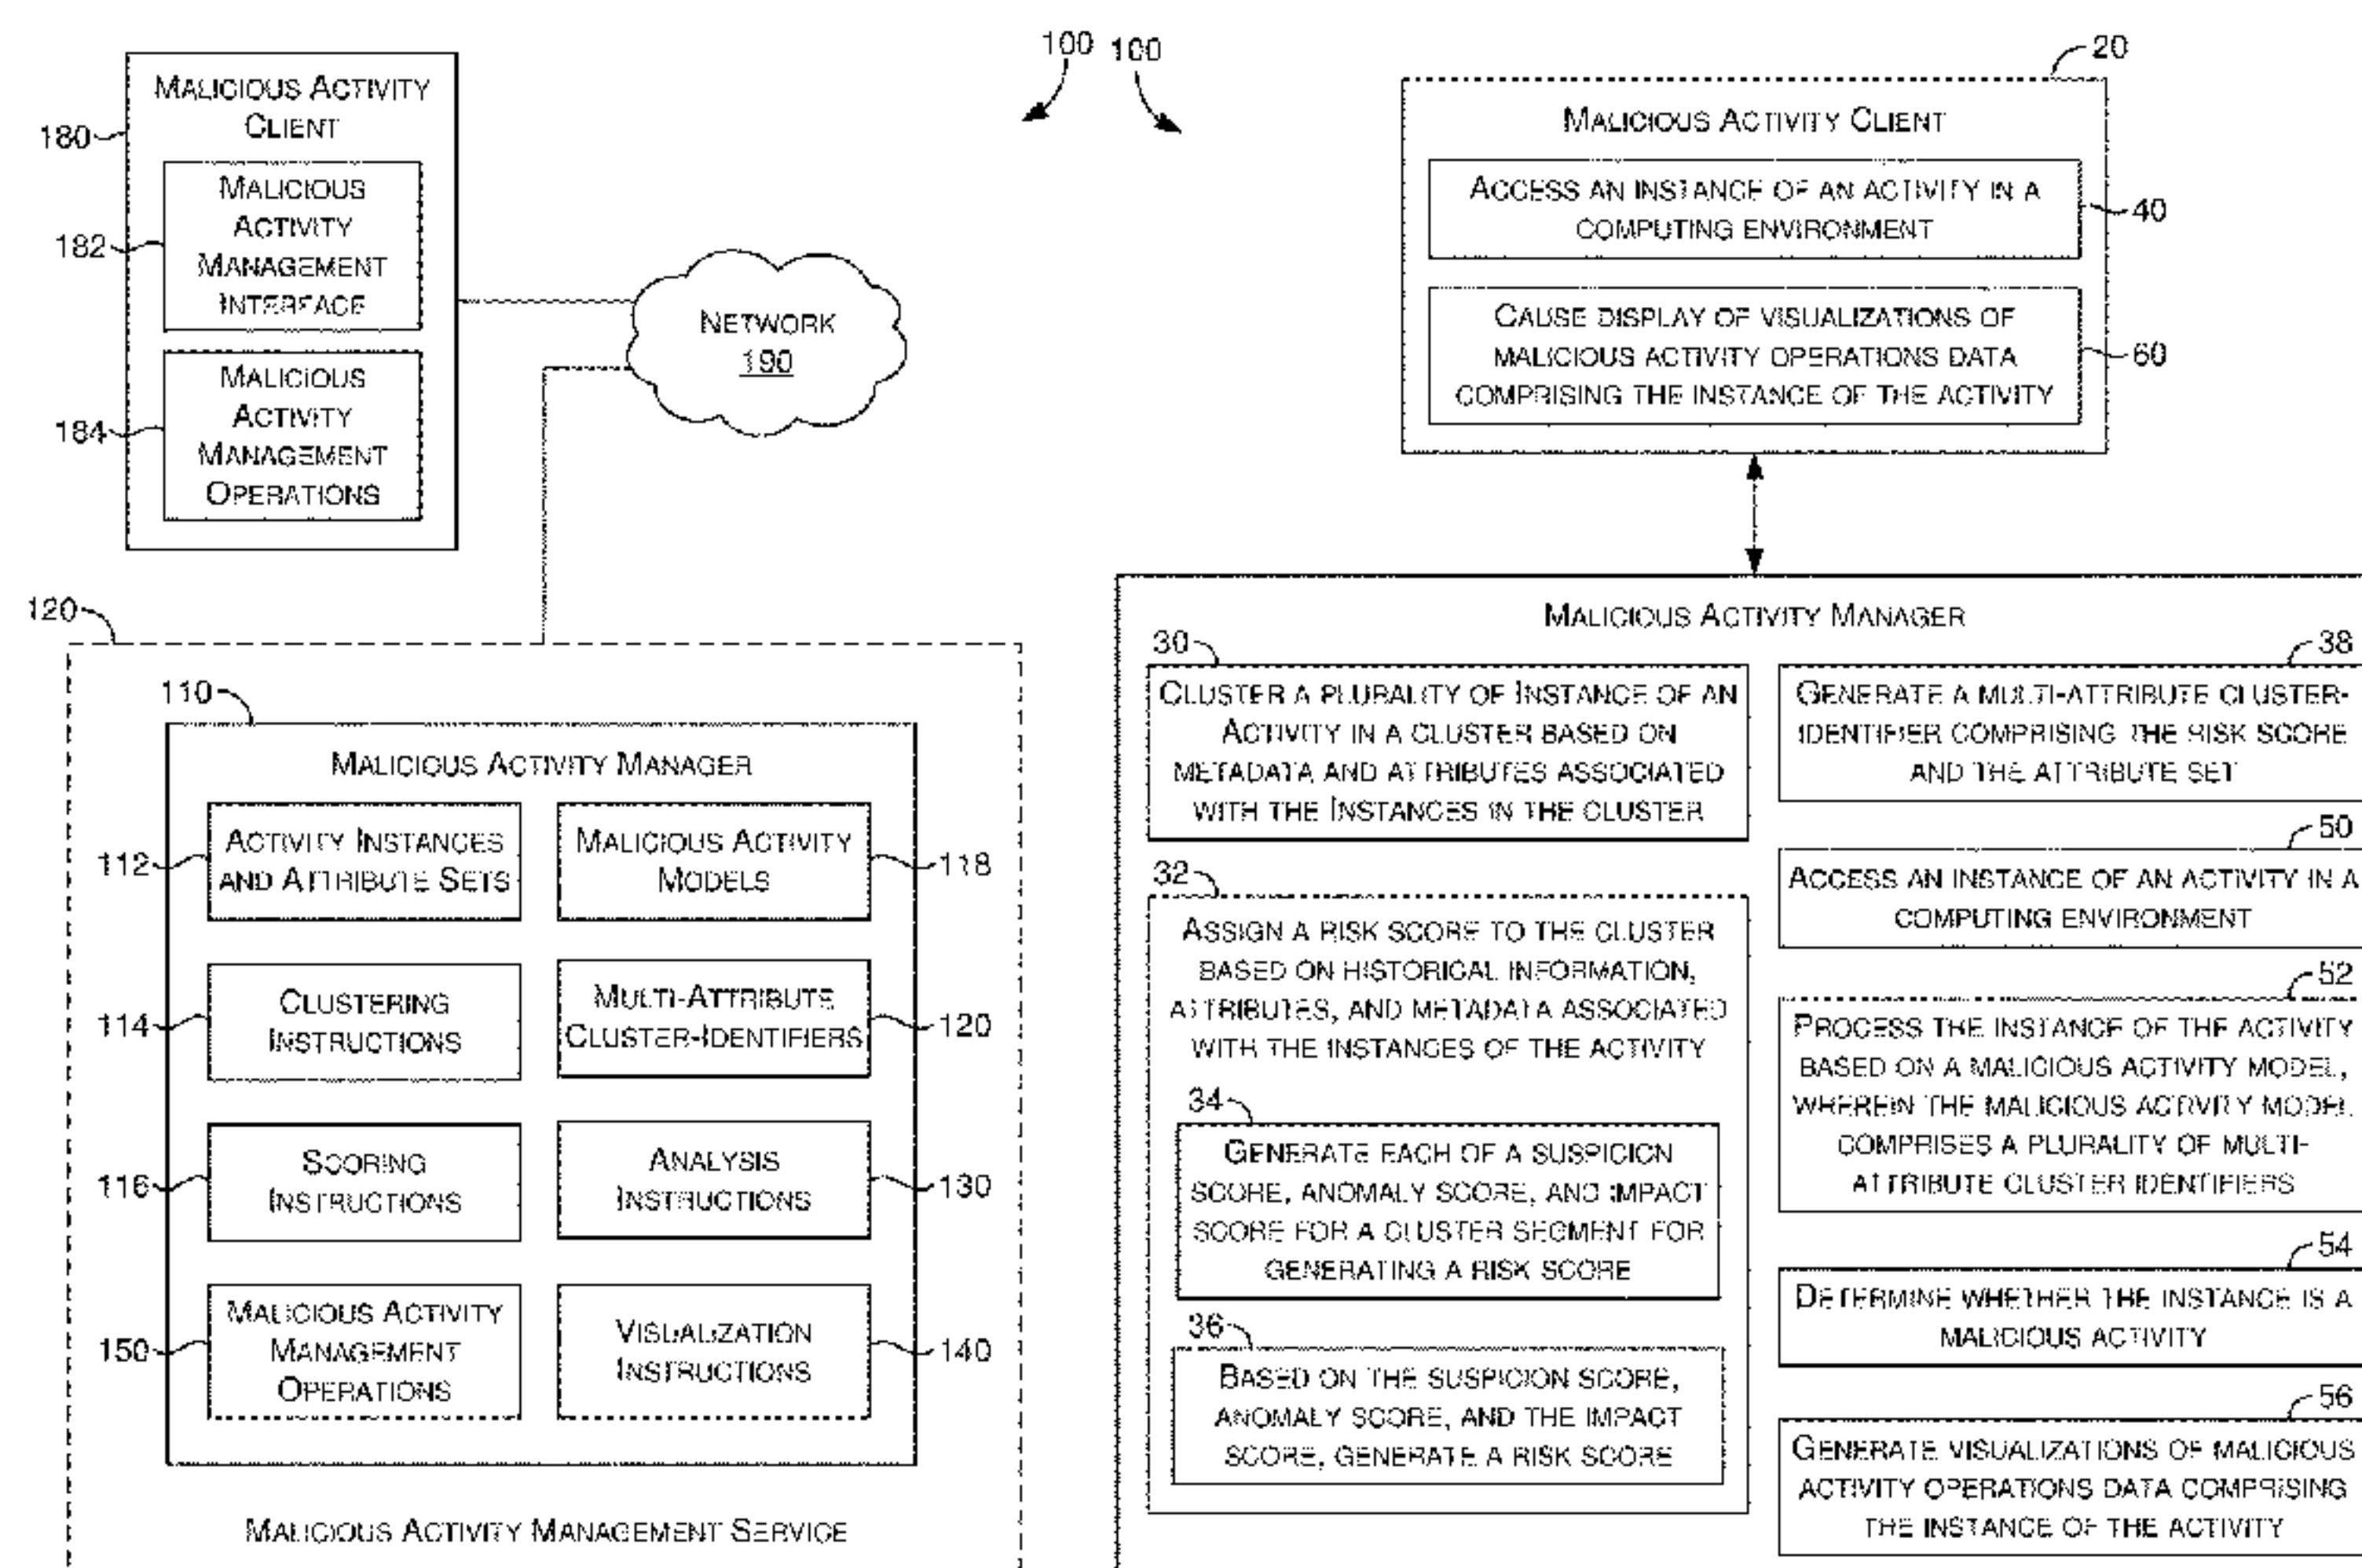 100
MALICIOUS ACTIVITY
CLIENT
180
MALICIOUS
ACTIVITY
MANAGEMENT
INTERFACE
182
MALICIOUS
ACTIVITY
MANAGEMENT
OPERATIONS
184
NETWORK
190
120
110
MALICIOUS ACTIVITY MANAGER
112
ACTIVITY INSTANCES
AND ATTRIBUTE SETS
MALICIOUS ACTIVITY
MODELS
118
114
CLUSTERING
INSTRUCTIONS
MULTI-ATTRIBUTE
CLUSTER-IDENTIFIERS
120
116
SCORING
INSTRUCTIONS
ANALYSIS
INSTRUCTIONS
130
150
MALICIOUS ACTIVITY
MANAGEMENT
OPERATIONS
VISUALIZATION
INSTRUCTIONS
140
MALICIOUS ACTIVITY MANAGEMENT SERVICE
100
20
MALICIOUS ACTIVITY CLIENT
ACCESS AN INSTANCE OF AN ACTIVITY IN A
COMPUTING ENVIRONMENT
40
CAUSE DISPLAY OF VISUALIZATIONS OF
MALICIOUS ACTIVITY OPERATIONS DATA
COMPRISING THE INSTANCE OF THE ACTIVITY
60
MALICIOUS ACTIVITY MANAGER
30
CLUSTER A PLURALITY OF INSTANCE OF AN
ACTIVITY IN A CLUSTER BASED ON
METADATA AND ATTRIBUTES ASSOCIATED
WITH THE INSTANCES IN THE CLUSTER
32
ASSIGN A RISK SCORE TO THE CLUSTER
BASED ON HISTORICAL INFORMATION,
ATTRIBUTES, AND METADATA ASSOCIATED
WITH THE INSTANCES OF THE ACTIVITY
34
GENERATE EACH OF A SUSPICION
SCORE, ANOMALY SCORE, AND IMPACT
SCORE FOR A CLUSTER SEGMENT FOR
GENERATING A RISK SCORE
36
BASED ON THE SUSPICION SCORE,
ANOMALY SCORE, AND THE IMPACT
SCORE, GENERATE A RISK SCORE
38
GENERATE A MULTI-ATTRIBUTE CLUSTER-
IDENTIFIER COMPRISING THE RISK SCORE
AND THE ATTRIBUTE SET
50
ACCESS AN INSTANCE OF AN ACTIVITY IN A
COMPUTING ENVIRONMENT
52
PROCESS THE INSTANCE OF THE ACTIVITY
BASED ON A MALICIOUS ACTIVITY MODEL,
WHEREIN THE MALICIOUS ACTIVITY MODEL
COMPRISES A PLURALITY OF MULTI-
ATTRIBUTE CLUSTER IDENTIFIERS
54
DETERMINE WHETHER THE INSTANCE IS A
MALICIOUS ACTIVITY
56
GENERATE VISUALIZATIONS OF MALICIOUS
ACTIVITY OPERATIONS DATA COMPRISING
THE INSTANCE OF THE ACTIVITY